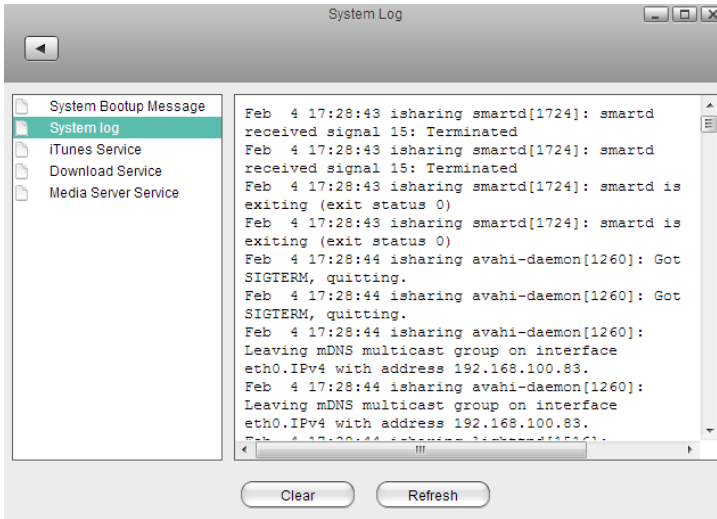 System Log
System Bootup Message
System log
iTunes Service
Download Service
Media Server Service
Feb  4 17:28:43 isharing smartd[1724]: smartd
received signal 15: Terminated
Feb  4 17:28:43 isharing smartd[1724]: smartd
received signal 15: Terminated
Feb  4 17:28:43 isharing smartd[1724]: smartd is
exiting (exit status 0)
Feb  4 17:28:43 isharing smartd[1724]: smartd is
exiting (exit status 0)
Feb  4 17:28:44 isharing avahi-daemon[1260]: Got
SIGTERM, quitting.
Feb  4 17:28:44 isharing avahi-daemon[1260]: Got
SIGTERM, quitting.
Feb  4 17:28:44 isharing avahi-daemon[1260]:
Leaving mDNS multicast group on interface
eth0.IPv4 with address 192.168.100.83.
Feb  4 17:28:44 isharing avahi-daemon[1260]:
Leaving mDNS multicast group on interface
eth0.IPv4 with address 192.168.100.83.
Clear
Refresh